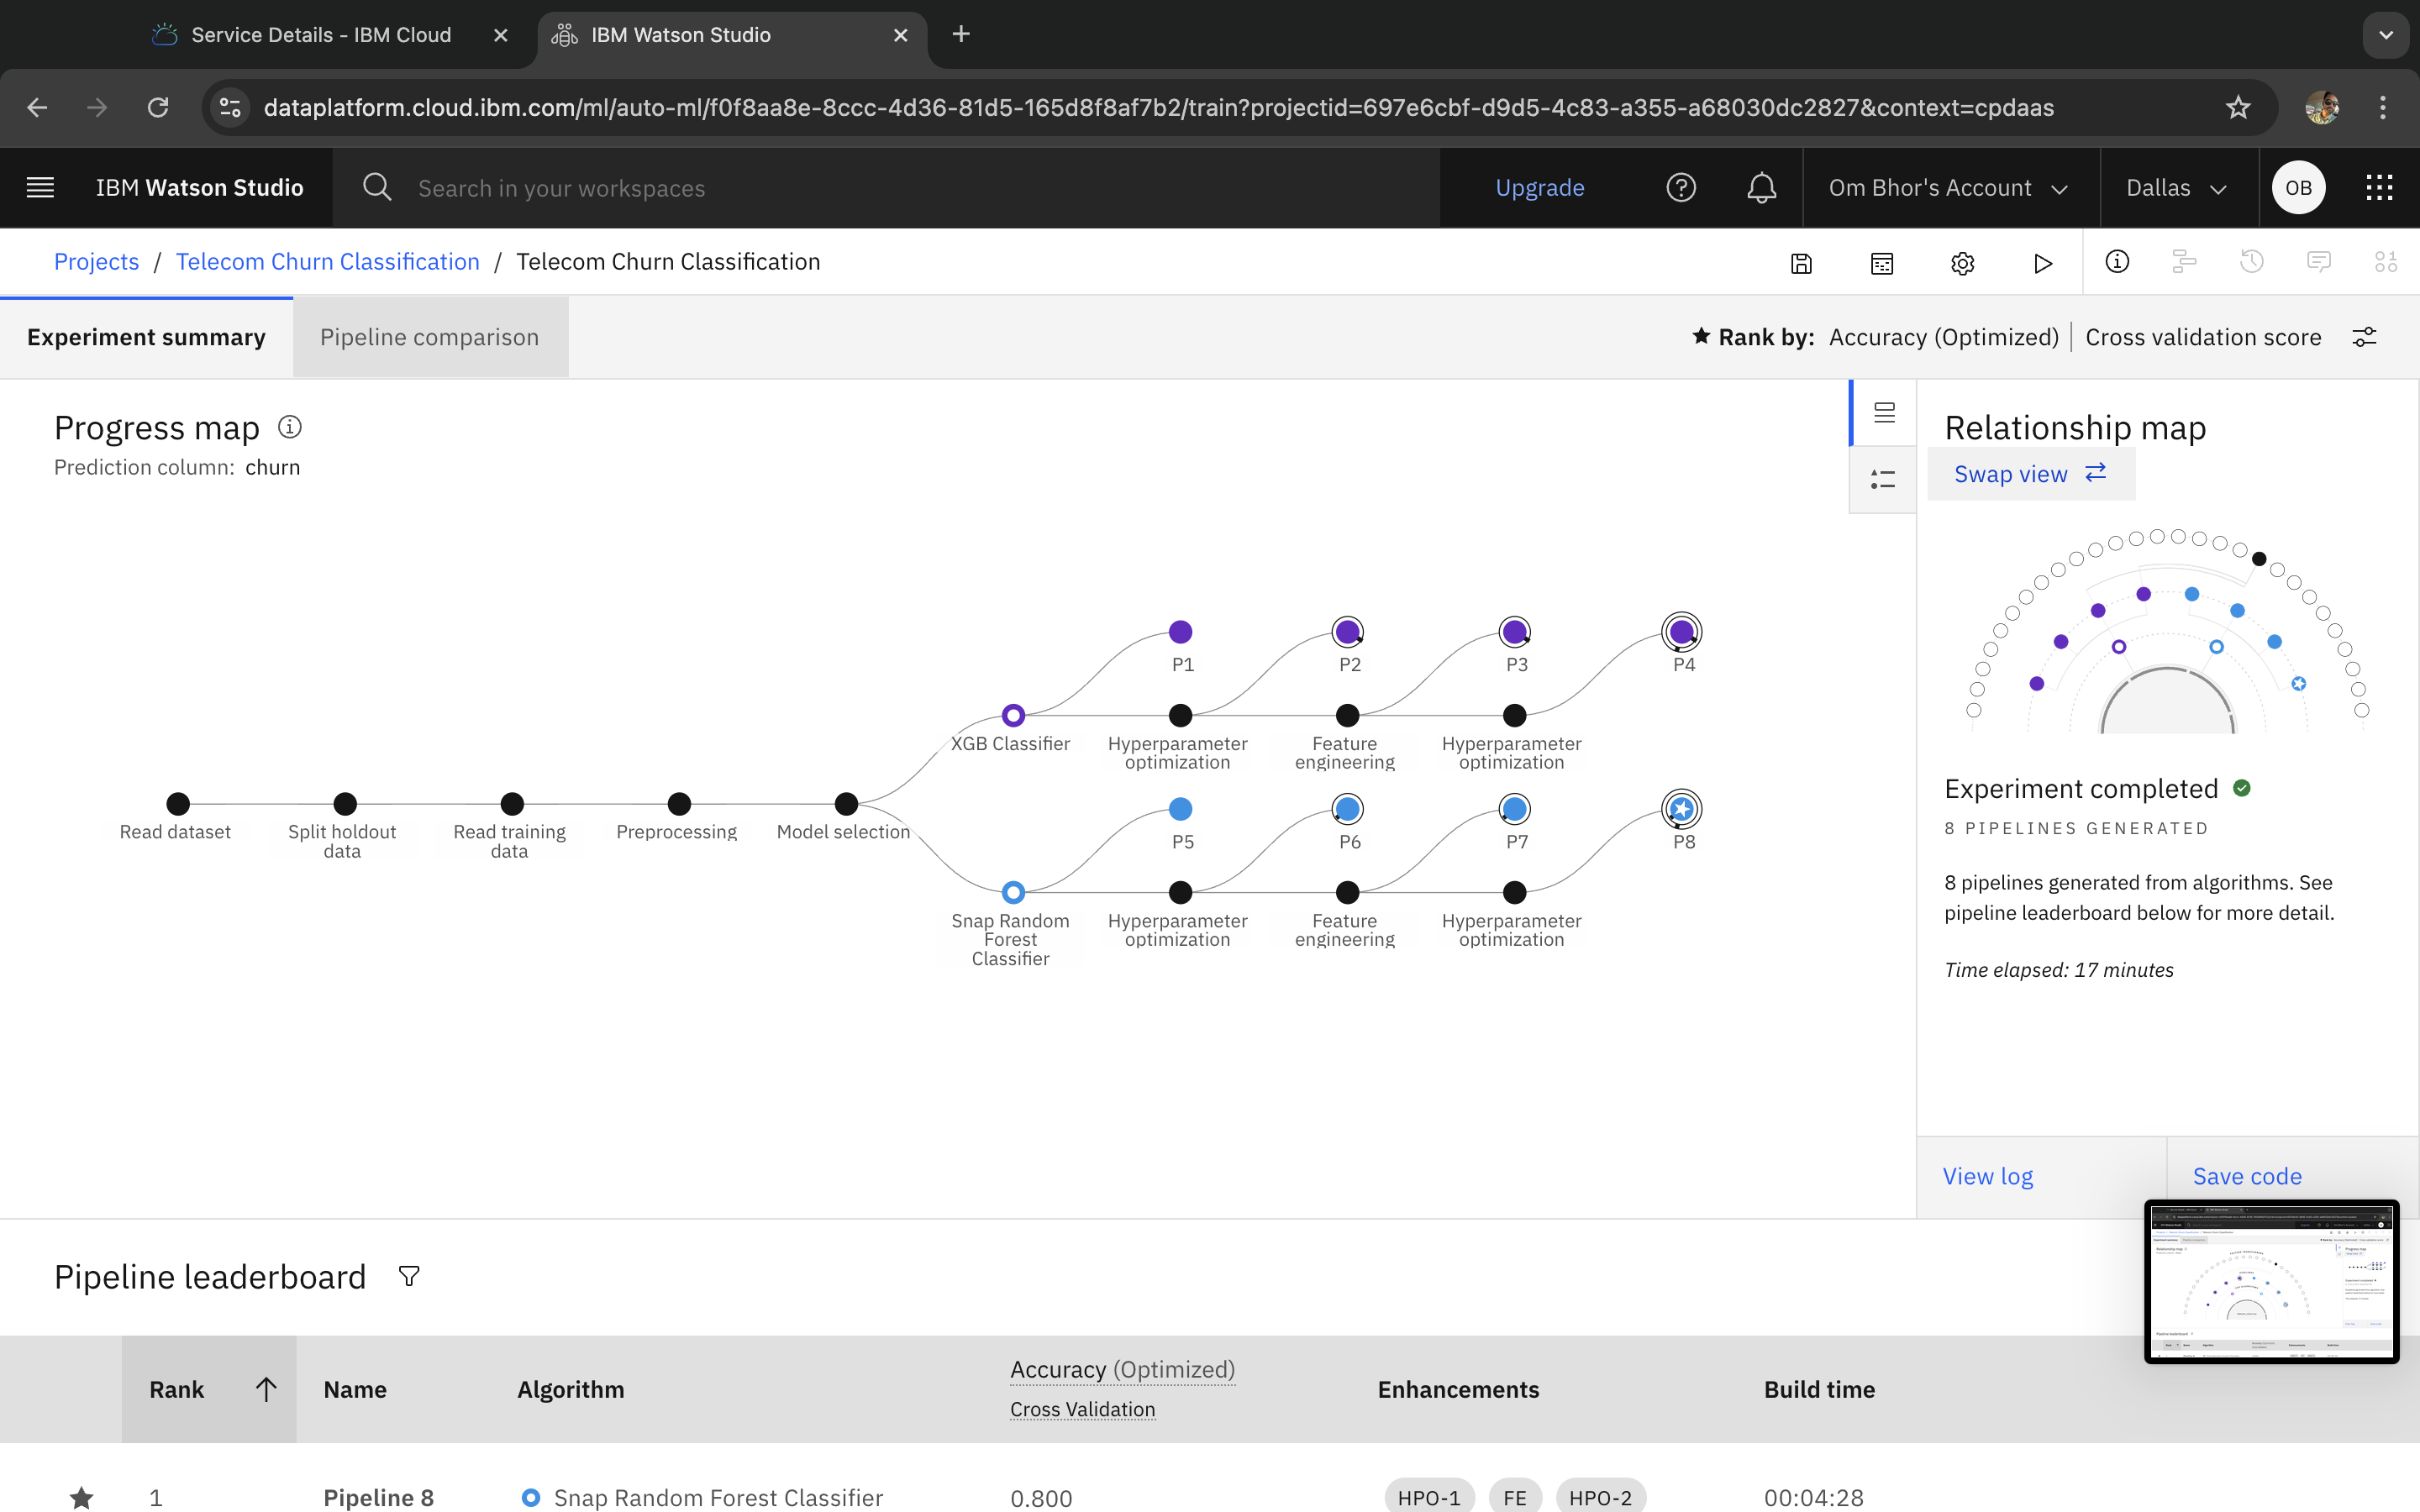 Service Details - IBM Cloud
IBM Watson Studio
dataplatform.cloud.ibm.com/ml/auto-ml/f0f8aa8e-8ccc-4d36-81d5-165d8f8af7b2/train?projectid=697e6cbf-d9d5-4c83-a355-a68030dc2827&context=cpdaas
IBM Watson Studio
Search in your workspaces
Upgrade
Om Bhor's Account
Dallas
OB
Projects / Telecom Churn Classification / Telecom Churn Classification
Experiment summary
Pipeline comparison
Rank by: Accuracy (Optimized) | Cross validation score
Progress map
Prediction column: churn
Read dataset
Split holdout
data
Read training
data
Preprocessing
Model selection
XGB Classifier
P1
Hyperparameter
optimization
P2
Feature
engineering
P3
Hyperparameter
optimization
P4
Snap Random
Forest
Classifier
P5
Hyperparameter
optimization
P6
Feature
engineering
P7
Hyperparameter
optimization
P8
Relationship map
Swap view
Experiment completed
8 PIPELINES GENERATED
8 pipelines generated from algorithms. See
pipeline leaderboard below for more detail.
Time elapsed: 17 minutes
View log
Save code
Pipeline leaderboard
Rank
Name
Algorithm
Accuracy (Optimized)
Cross Validation
Enhancements
Build time
1
Pipeline 8
Snap Random Forest Classifier
0.800
HPO-1
FE
HPO-2
00:04:28